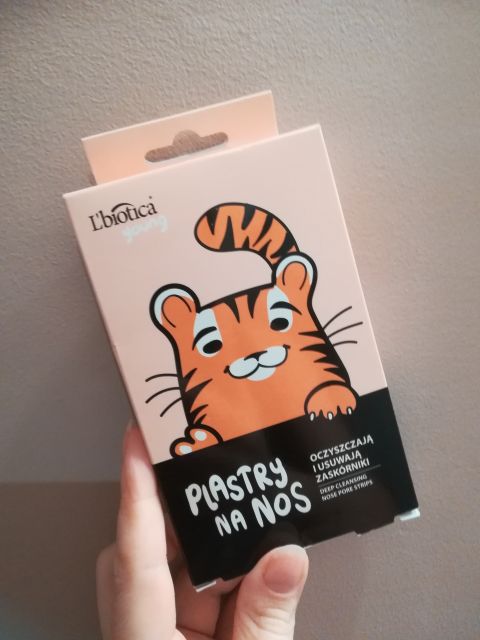 L'biotica®
young
PLASTRY
NA NOS
OCZYSZCZAJĄ
I USUWAJĄ
ZASKÓRNIKI
DEEP CLEANSING
NOSE PORE STRIPS